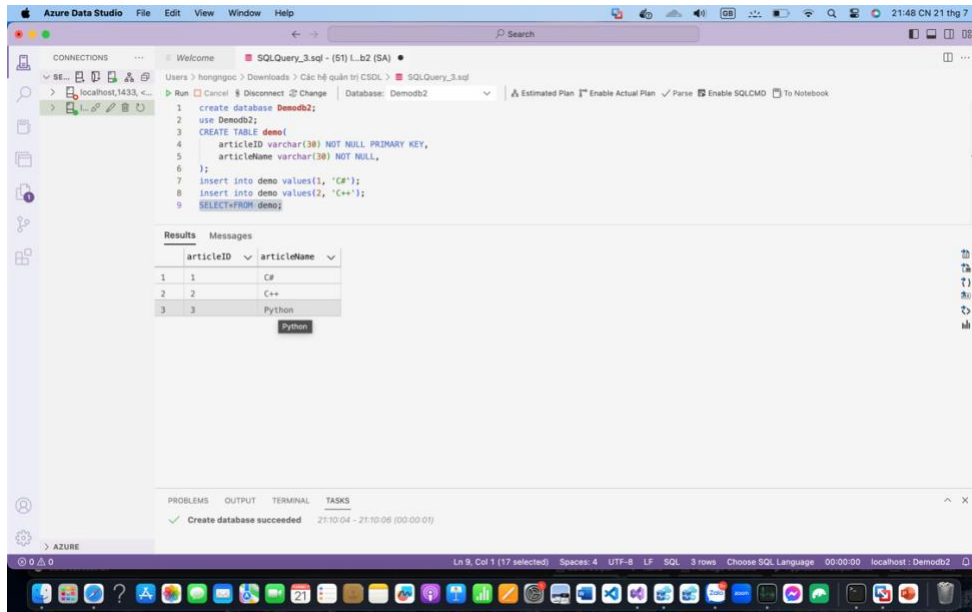 Azure Data Studio File Edit View Window Help GB 21:48 CN 21 thg 7
Search
CONNECTIONS ... Welcome SQLQuery_3.sql - (51) l...b2 (SA)
SE... Users > hongngoc > Downloads > Các hệ quản trị CSDL > SQLQuery_3.sql
localhost,1433, <... Run Cancel Disconnect Change Database: Demodb2 Estimated Plan Enable Actual Plan Parse Enable SQLCMD To Notebook
l...
1 create database Demodb2;
2 use Demodb2;
3 CREATE TABLE demo(
4 articleID varchar(30) NOT NULL PRIMARY KEY,
5 articleName varchar(30) NOT NULL,
6 );
7 insert into demo values(1, 'C#');
8 insert into demo values(2, 'C++');
9 SELECT*FROM demo;
Results Messages
articleID articleName
1 1 C#
2 2 C++
3 3 Python
Python
PROBLEMS OUTPUT TERMINAL TASKS
Create database succeeded 21:10:04 - 21:10:06 (00:00:01)
> AZURE
0 0 Ln 9, Col 1 (17 selected) Spaces: 4 UTF-8 LF SQL 3 rows Choose SQL Language 00:00:00 localhost : Demodb2
21